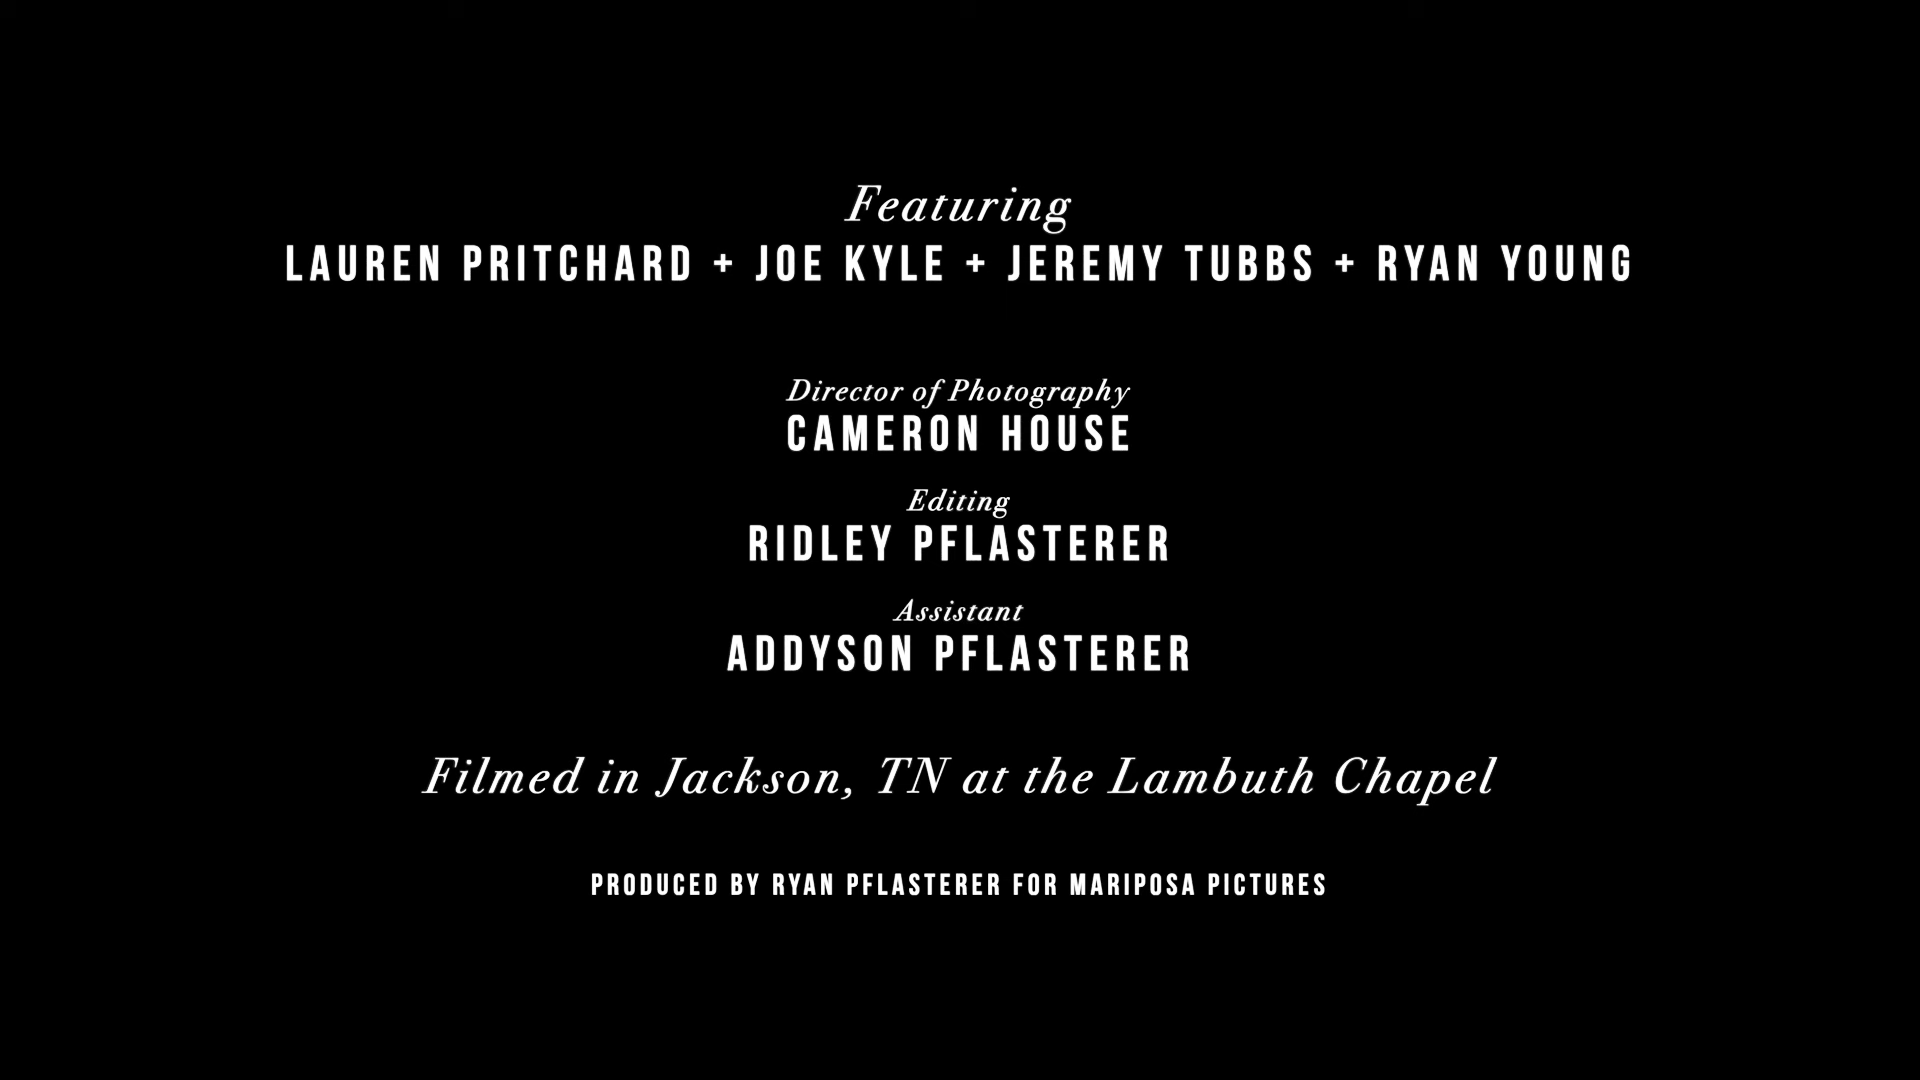 Featuring
LAUREN PRITCHARD + JOE KYLE + JEREMY TUBBS + RYAN YOUNG
Director of Photography
CAMERON HOUSE
Editing
RIDLEY PFLASTERER
Assistant
ADDYSON PFLASTERER
Filmed in Jackson, TN at the Lambuth Chapel
PRODUCED BY RYAN PFLASTERER FOR MARIPOSA PICTURES